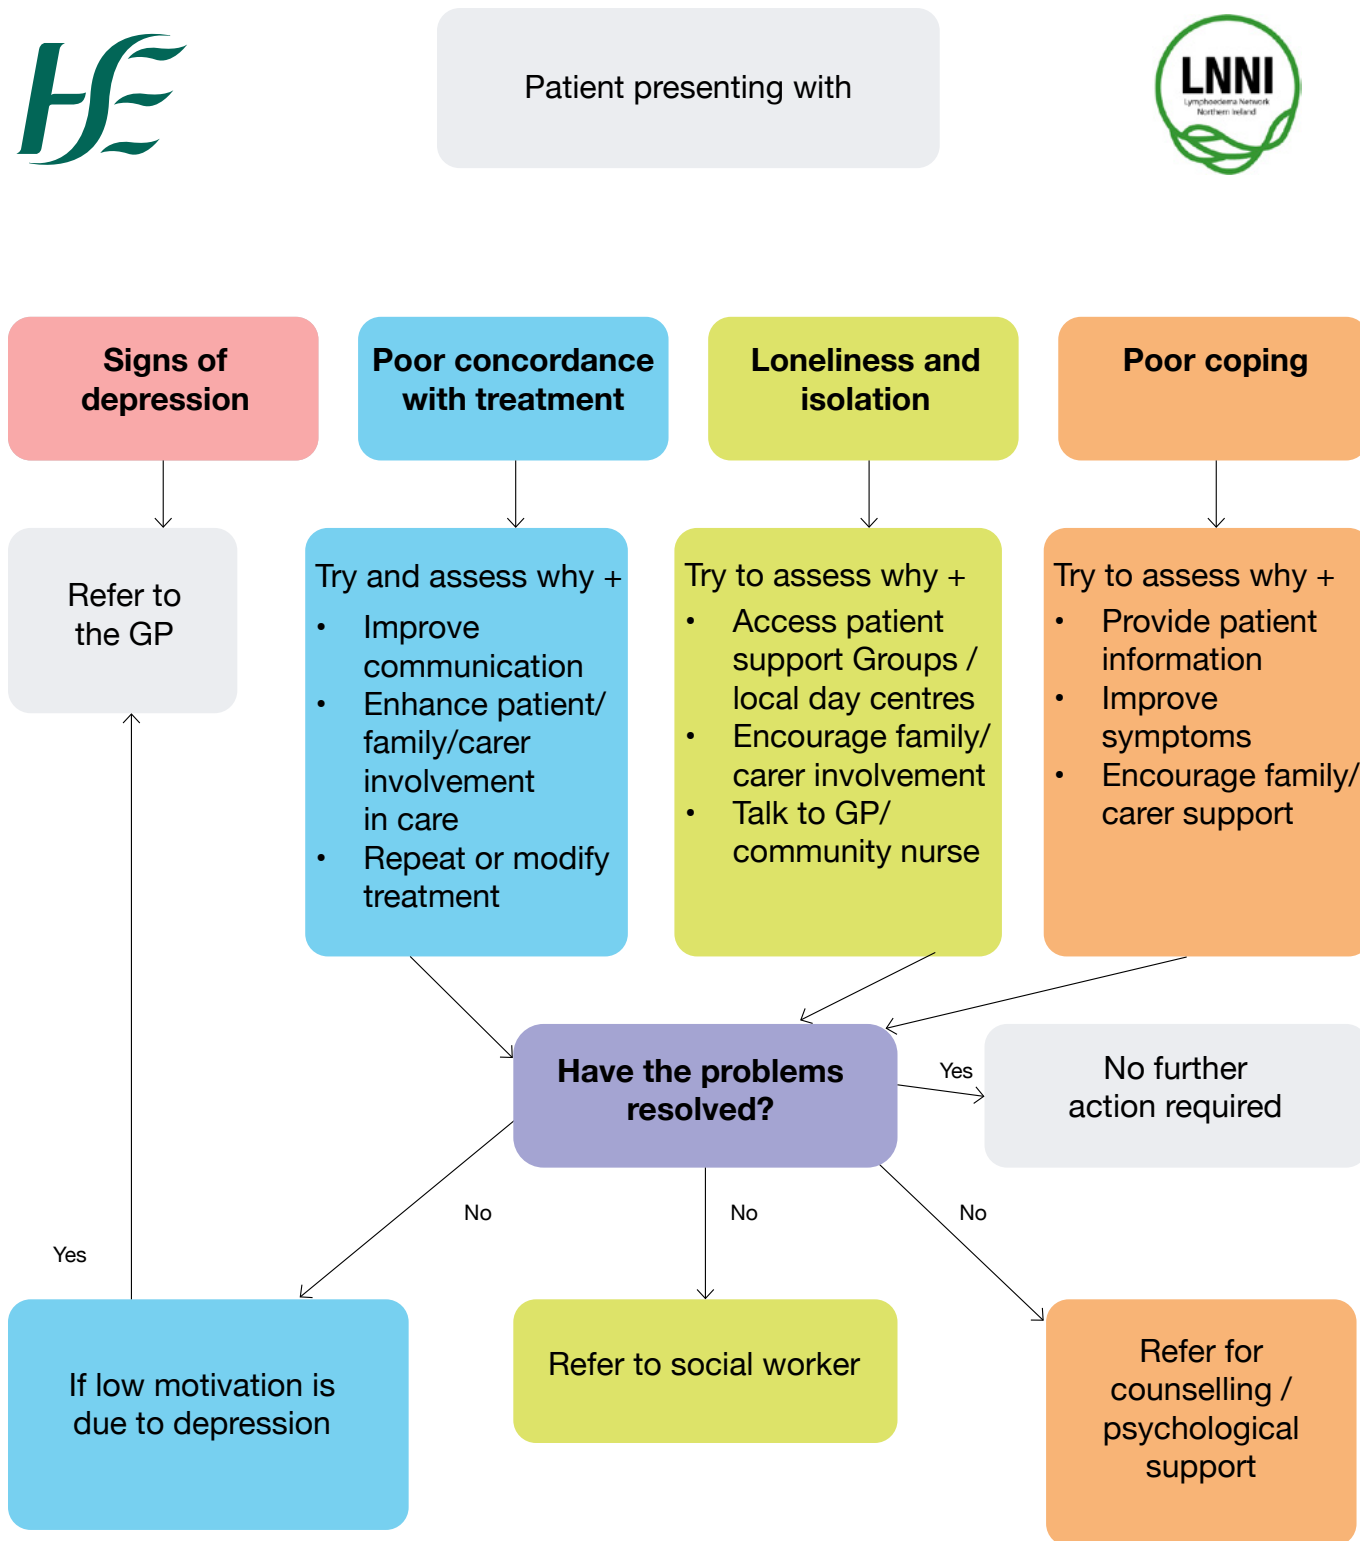 Patient presenting with
LNNI
Lymphoedema Network
Northern Ireland
Signs of
depression
Poor concordance
with treatment
Loneliness and
isolation
Poor coping
Refer to
the GP
Try and assess why +
• Improve
communication
• Enhance patient/
family/carer
involvement
in care
• Repeat or modify
treatment
Try to assess why +
• Access patient
support Groups /
local day centres
• Encourage family/
carer involvement
• Talk to GP/
community nurse
Try to assess why +
• Provide patient
information
• Improve
symptoms
• Encourage family/
carer support
Have the problems
resolved?
Yes
No further
action required
No
No
No
Yes
If low motivation is
due to depression
Refer to social worker
Refer for
counselling /
psychological
support